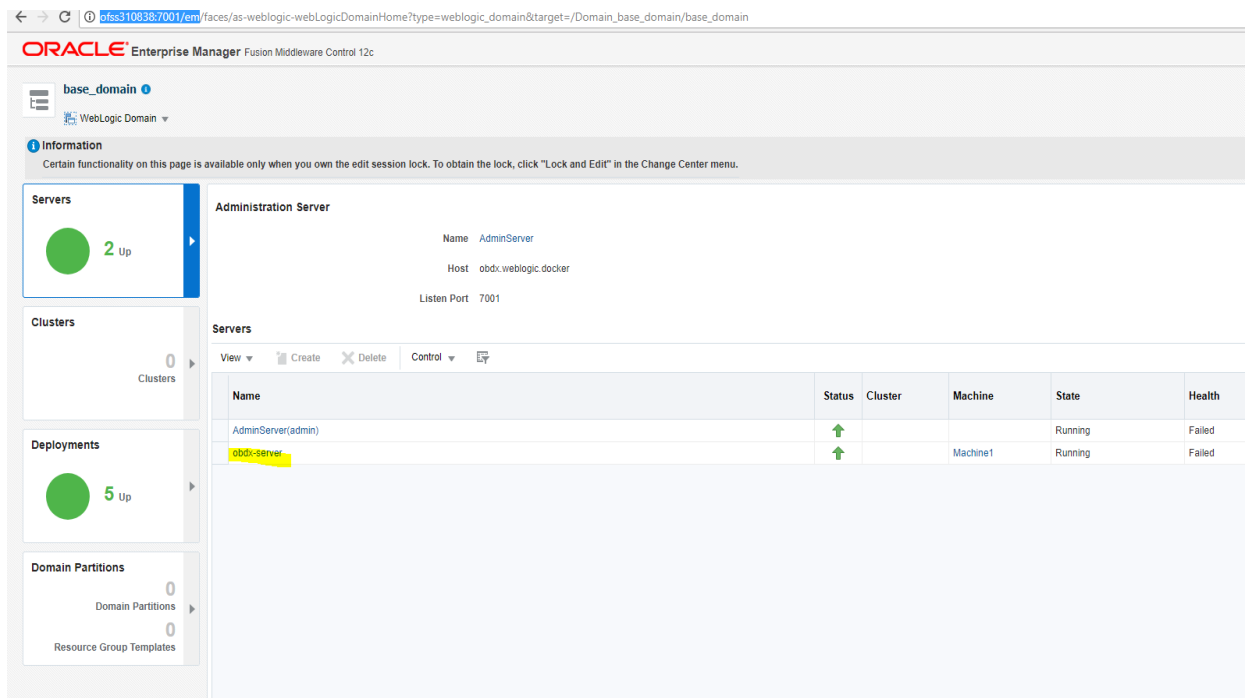 ofss310838:7001/em/faces/as-weblogic-webLogicDomainHome?type=weblogic_domain&target=/Domain_base_domain/base_domain
ORACLE Enterprise Manager Fusion Middleware Control 12c
base_domain
WebLogic Domain
Information
Certain functionality on this page is available only when you own the edit session lock. To obtain the lock, click "Lock and Edit" in the Change Center menu.
Servers
2 Up
Clusters
0
Clusters
Deployments
5 Up
Domain Partitions
0
Domain Partitions
0
Resource Group Templates
Administration Server
Name AdminServer
Host obdx.weblogic.docker
Listen Port 7001
Servers
View Create Delete Control
Name Status Cluster Machine State Health
AdminServer(admin) Running Failed
obdx-server Machine1 Running Failed